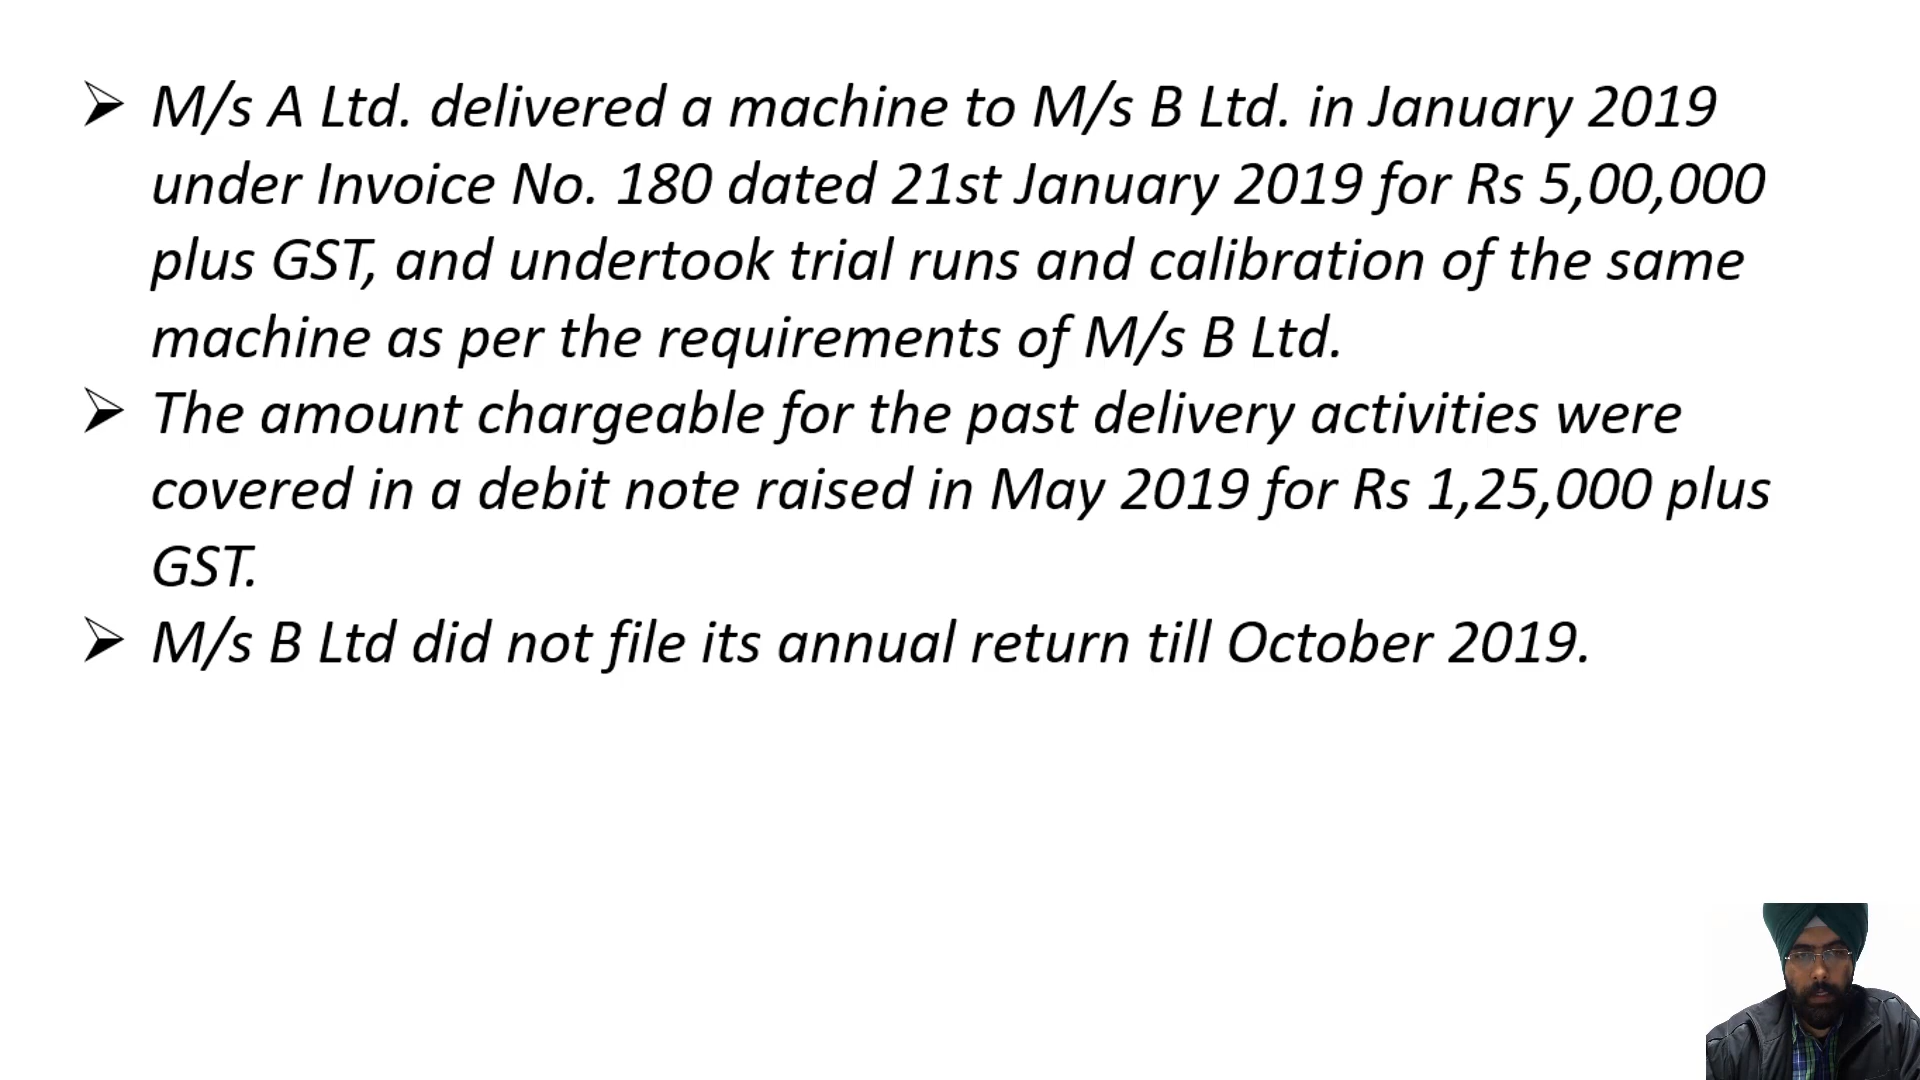 M/s A Ltd. delivered a machine to M/s B Ltd. in January 2019
under Invoice No. 180 dated 21st January 2019 for Rs 5,00,000
plus GST, and undertook trial runs and calibration of the same
machine as per the requirements of M/s B Ltd.
The amount chargeable for the past delivery activities were
covered in a debit note raised in May 2019 for Rs 1,25,000 plus
GST.
M/s B Ltd did not file its annual return till October 2019.